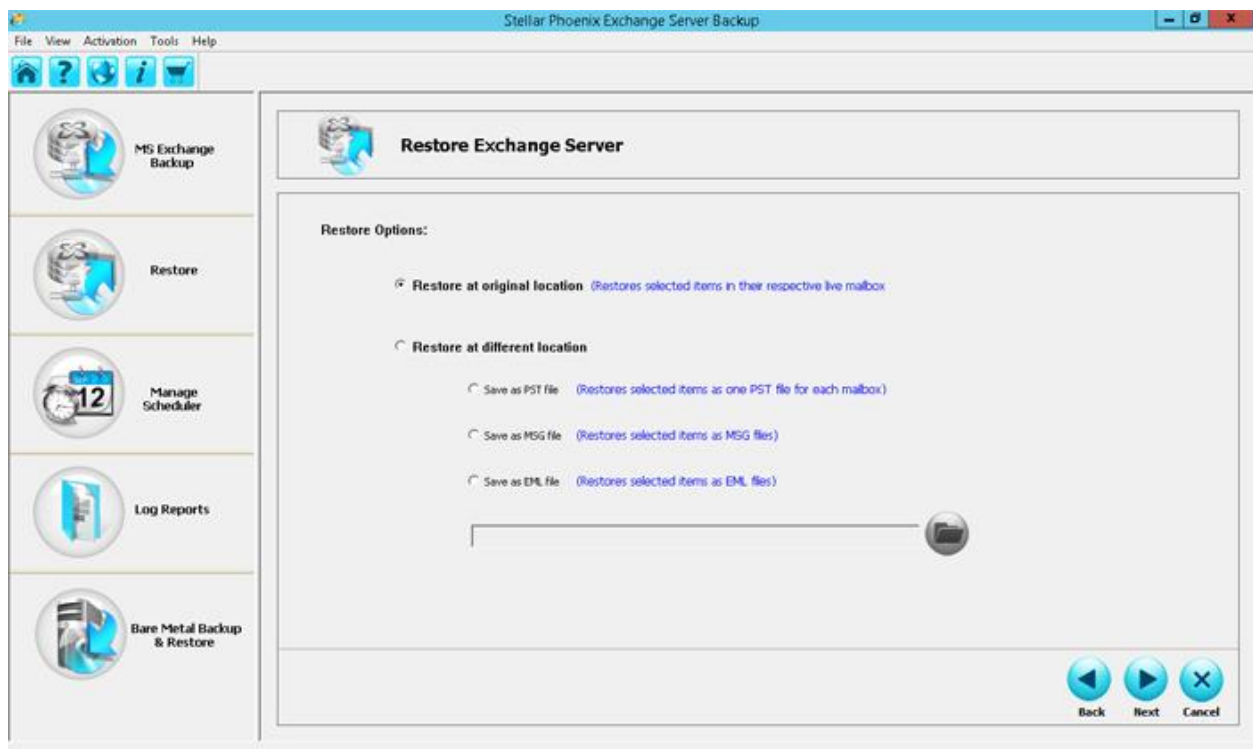 Stellar Phoenix Exchange Server Backup
File View Activation Tools Help
MS Exchange
Backup
Restore
Manage
Scheduler
12
Log Reports
Bare Metal Backup
& Restore
Restore Exchange Server
Restore Options:
Restore at original location (Restores selected items in their respective live mailbox
Restore at different location
Save as PST file (Restores selected items as one PST file for each mailbox)
Save as MSG file (Restores selected items as MSG files)
Save as EML file (Restores selected items as EML files)
Back Next Cancel